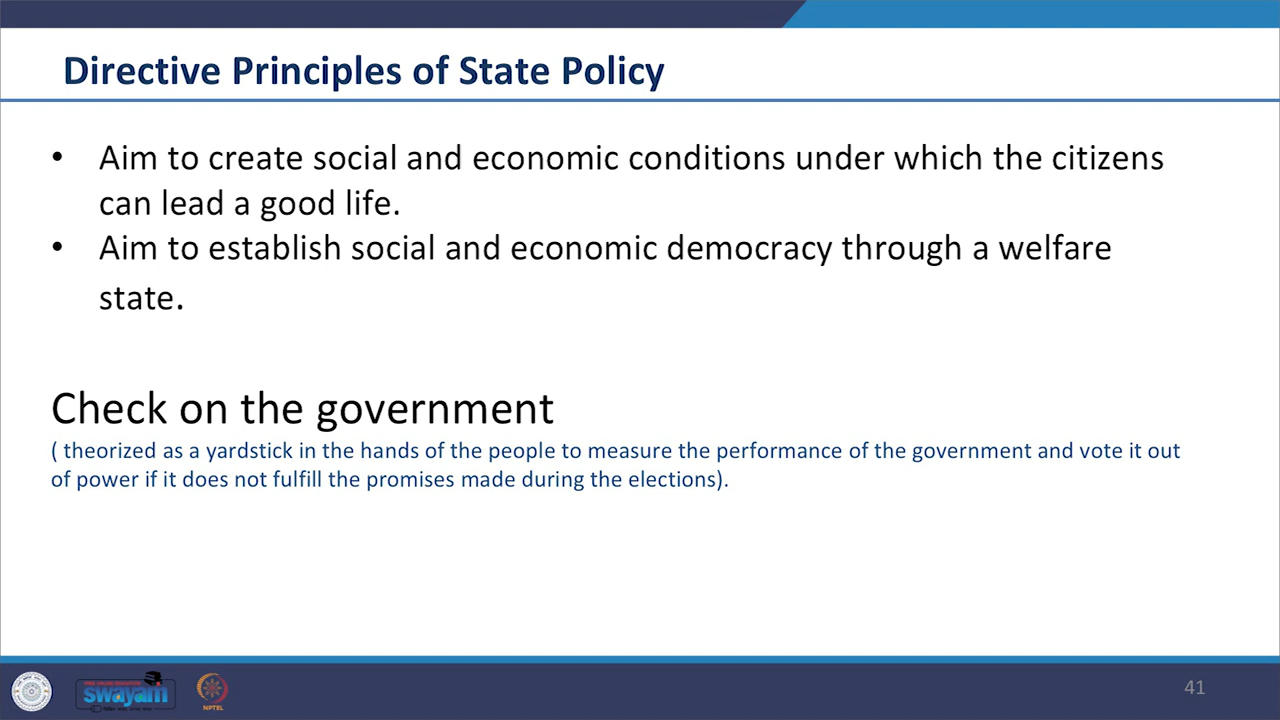 Directive Principles of State Policy
• Aim to create social and economic conditions under which the citizens
can lead a good life.
• Aim to establish social and economic democracy through a welfare
state.
Check on the government
( theorized as a yardstick in the hands of the people to measure the performance of the government and vote it out
of power if it does not fulfill the promises made during the elections).
swayam
NPTEL
41